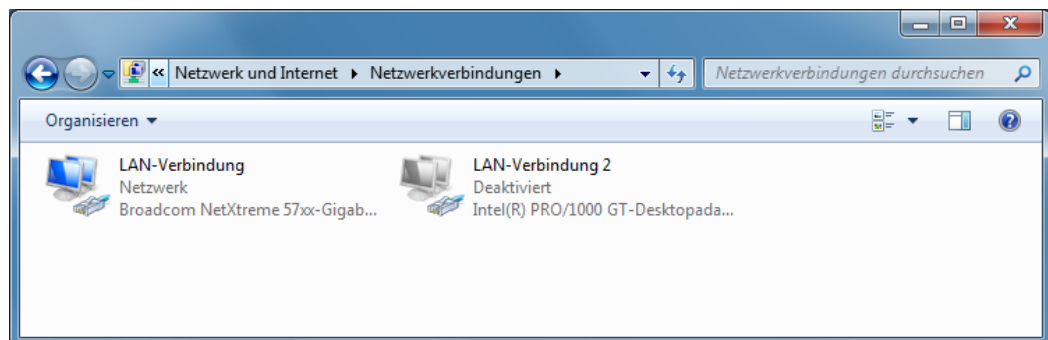 « Netzwerk und Internet Netzwerkverbindungen
Netzwerkverbindungen durchsuchen
Organisieren
LAN-Verbindung
Netzwerk
Broadcom NetXtreme 57xx-Gigab...
LAN-Verbindung 2
Deaktiviert
Intel(R) PRO/1000 GT-Desktopada...